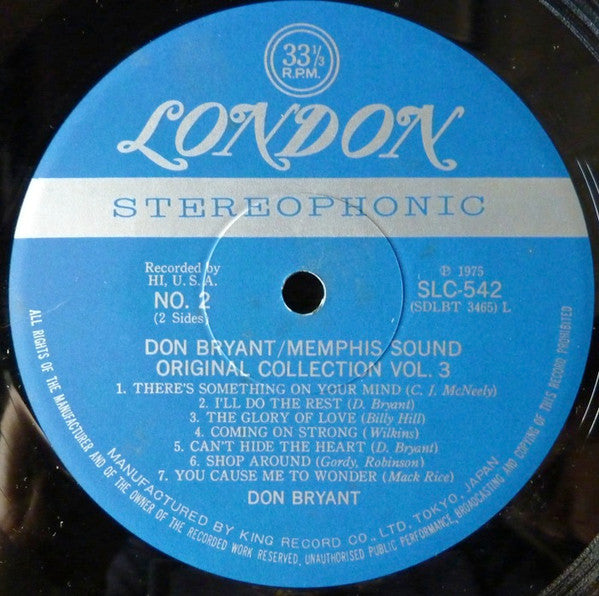 33 1/3
R.P.M.
LONDON
STEREOPHONIC
Recorded by
HI, U.S.A.
NO. 2
(2 Sides)
℗ 1975
SLC-542
(SDLBT 3465) L
DON BRYANT/MEMPHIS SOUND
ORIGINAL COLLECTION VOL. 3
1. THERE'S SOMETHING ON YOUR MIND (C. J. McNeely)
2. I'LL DO THE REST (D. Bryant)
3. THE GLORY OF LOVE (Billy Hill)
4. COMING ON STRONG (Wilkins)
5. CAN'T HIDE THE HEART (D. Bryant)
6. SHOP AROUND (Gordy, Robinson)
7. YOU CAUSE ME TO WONDER (Mack Rice)
DON BRYANT
MANUFACTURED BY KING RECORD CO., LTD. TOKYO, JAPAN
ALL RIGHTS OF THE MANUFACTURER AND OF THE OWNER OF THE RECORDED WORK RESERVED, UNAUTHORISED PUBLIC PERFORMANCE, BROADCASTING AND COPYING OF THIS RECORD PROHIBITED